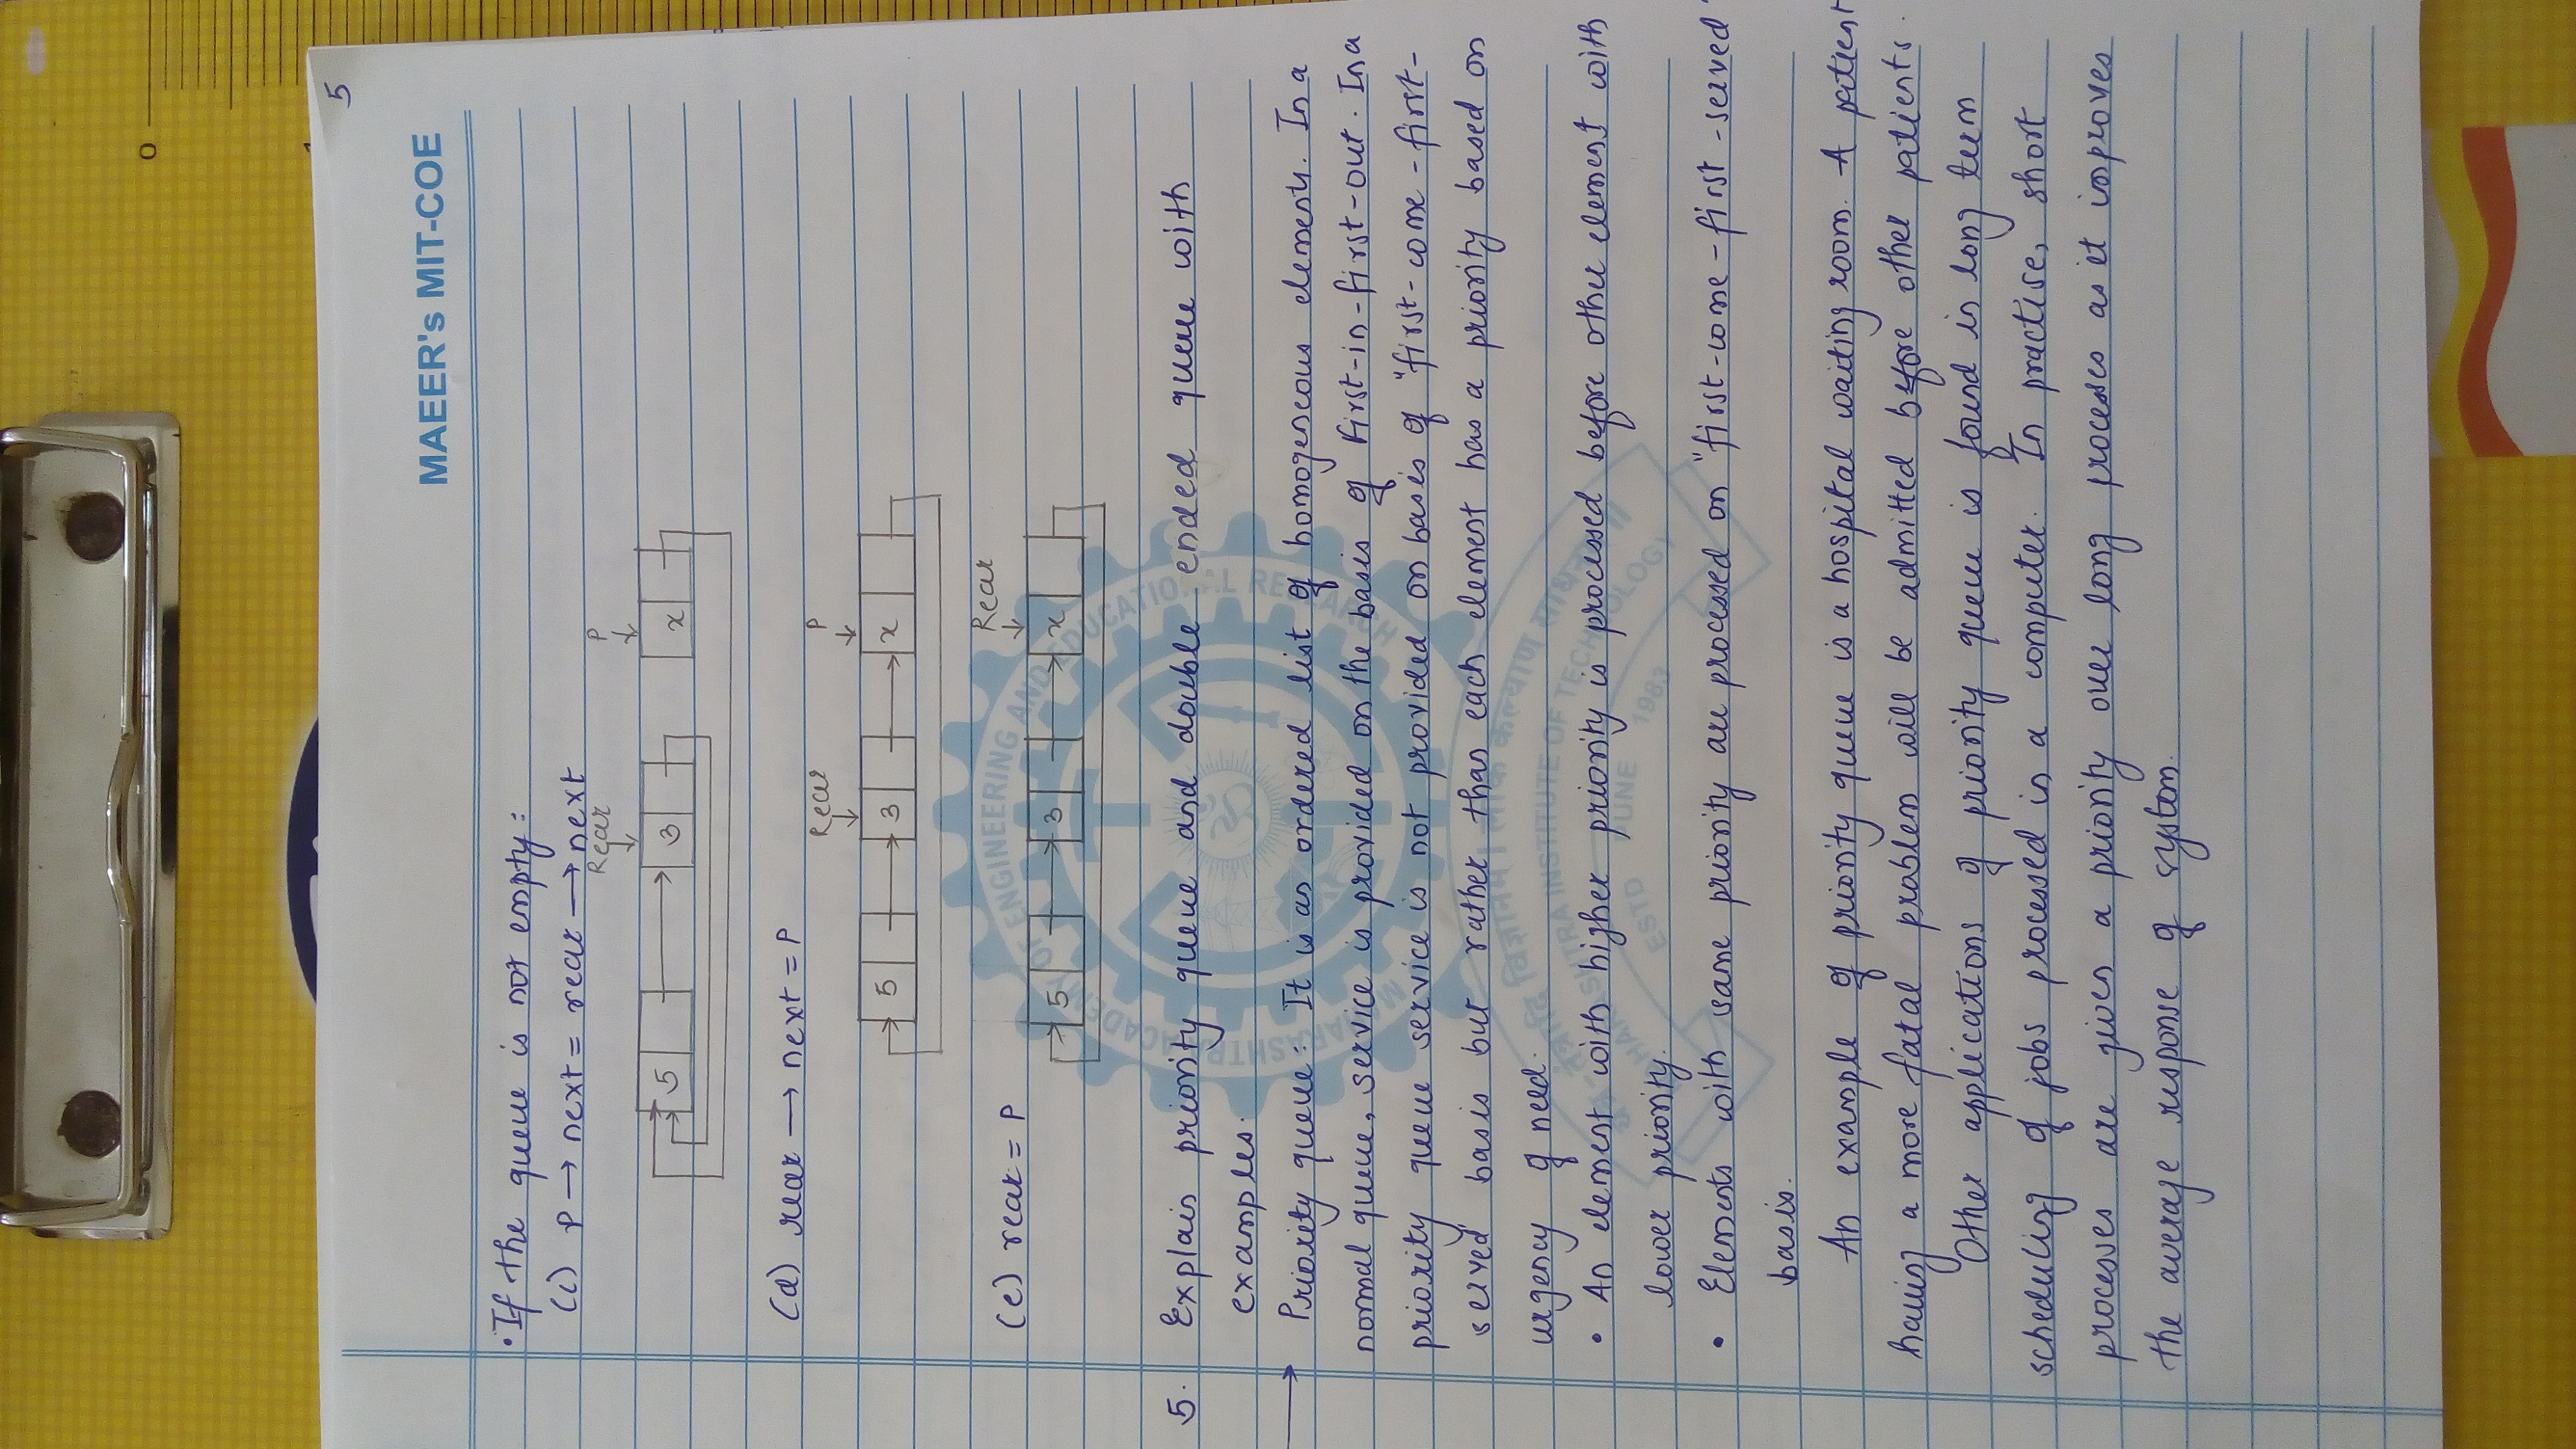 0
1
5
MAEER's MIT-COE
• If the queue is not empty:
(c) P → next = rear → next
Rear P
5 3 x
(d) rear → next = P
Rear P
5 3 x
(e) rear = P
Rear
5 3 x
5. Explain priority queue and double ended queue with
examples.
→ Priority queue: It is an ordered list of homogeneous elements. In a
normal queue, service is provided on the basis of first-in-first-out. In a
priority queue service is not provided on basis of "first-come-first-
served" basis but rather than each element has a priority based on
urgency of need.
• An element with higher priority is processed before other element with
lower priority.
• Elements with same priority are processed on "first-come-first-served"
basis.
An example of priority queue is a hospital waiting room. A patient
having a more fatal problem will be admitted before other patients.
Other applications of priority queue is found in long term
scheduling of jobs processed in a computer. In practise, short
processes are given a priority over long processes as it improves
the average response of system.
MAHARASHTRA ACADEMY OF ENGINEERING AND EDUCATIONAL RESEARCH
MAHARASHTRA INSTITUTE OF TECHNOLOGY
ESTD JUNE 1983